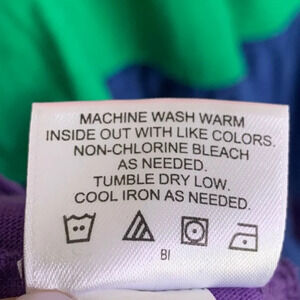 MACHINE WASH WARM
INSIDE OUT WITH LIKE COLORS.
NON-CHLORINE BLEACH
AS NEEDED.
TUMBLE DRY LOW.
COOL IRON AS NEEDED.
BI